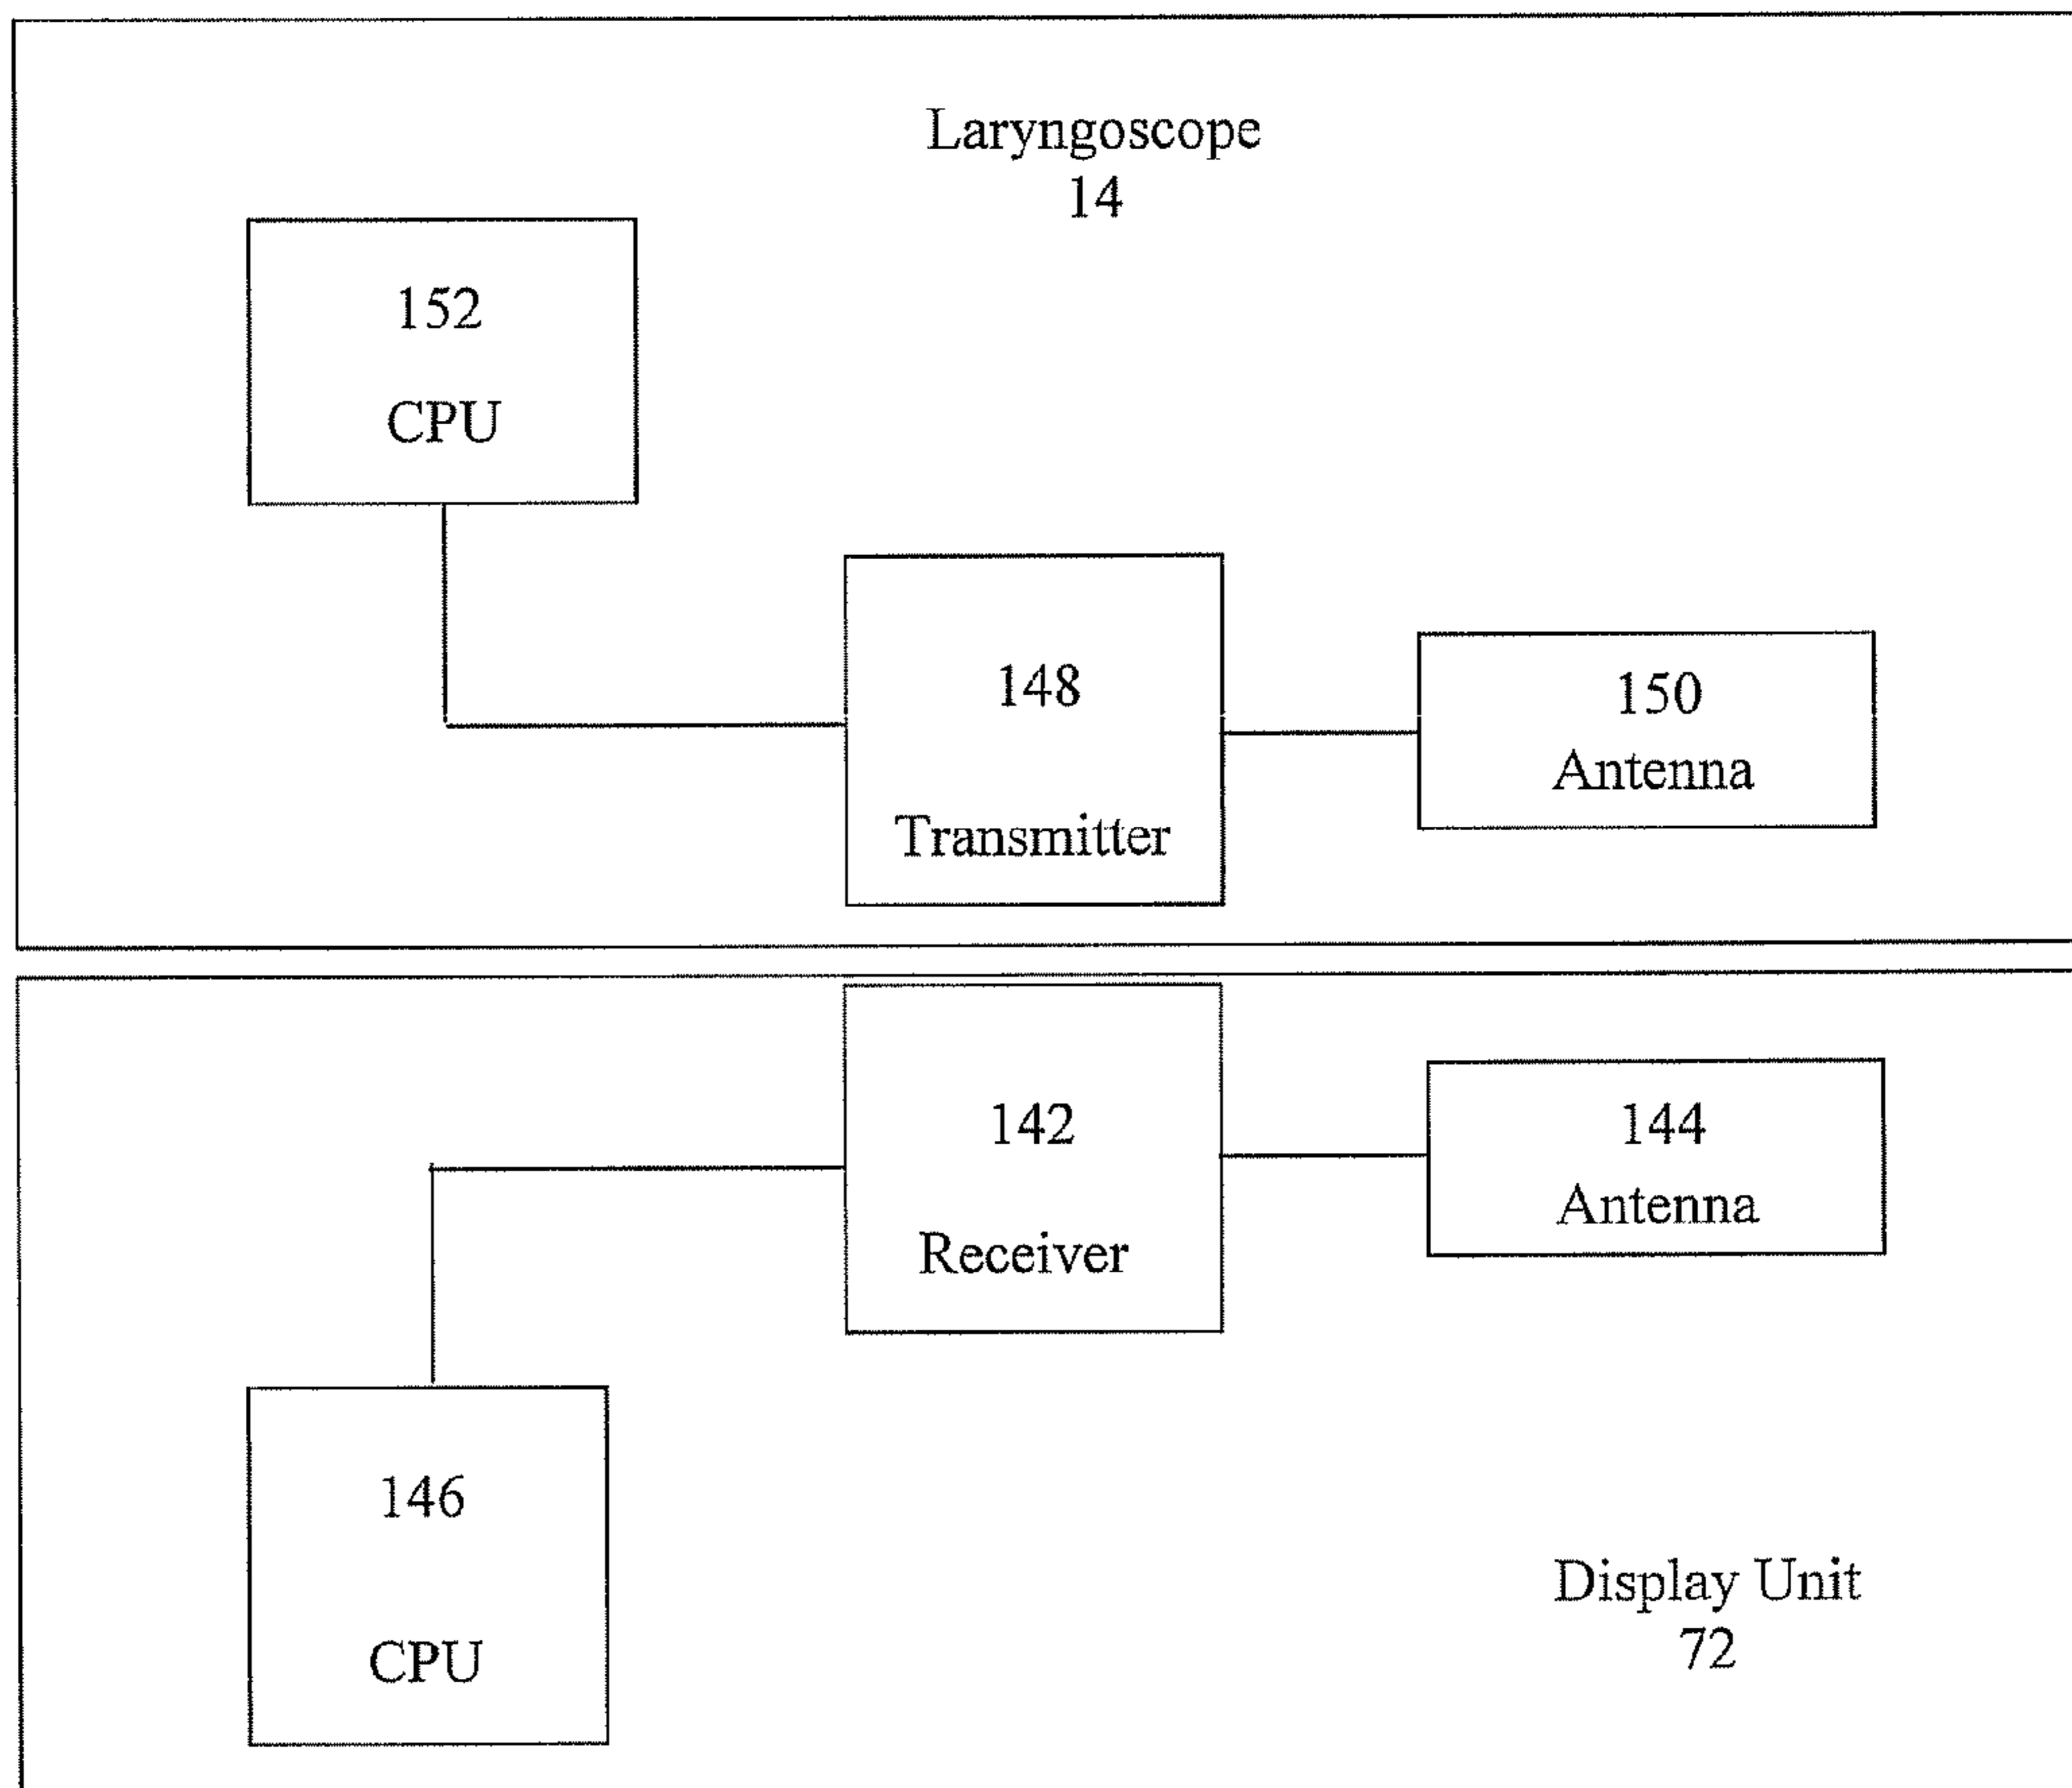 Laryngoscope
14
152
CPU
148
Transmitter
150
Antenna
142
Receiver
144
Antenna
146
CPU
Display Unit
72